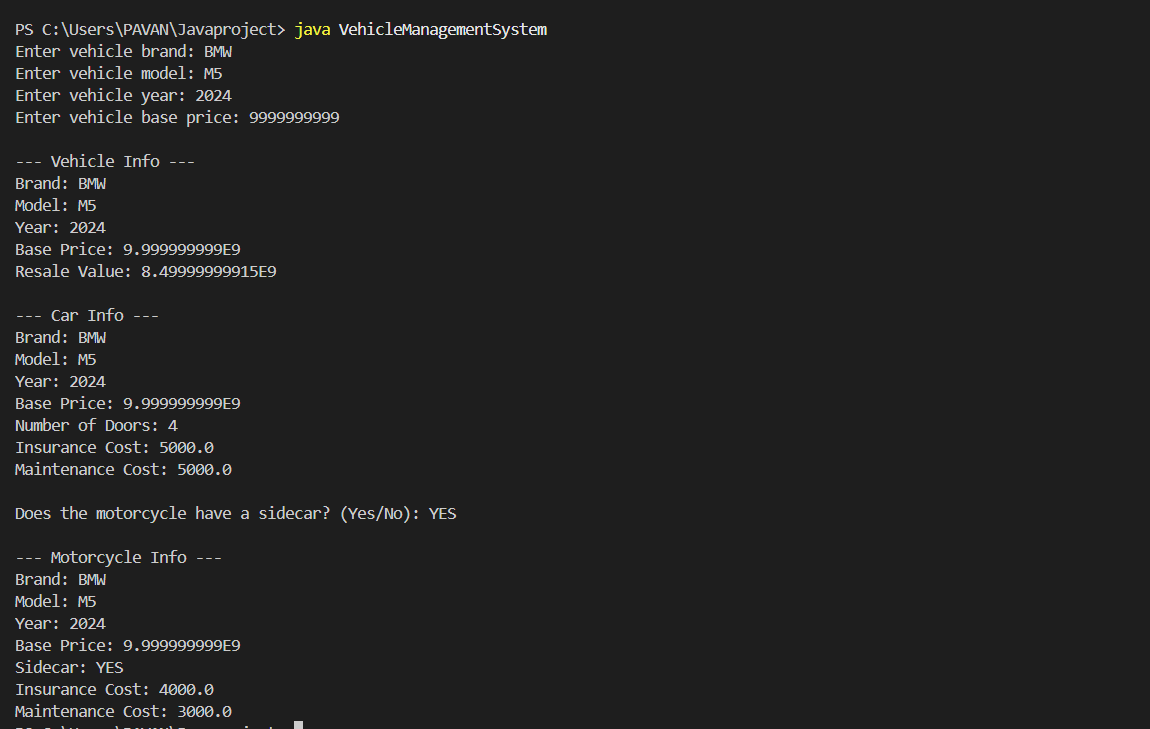 PS C:\Users\PAVAN\Javaproject> java VehicleManagementSystem
Enter vehicle brand: BMW
Enter vehicle model: M5
Enter vehicle year: 2024
Enter vehicle base price: 9999999999
--- Vehicle Info ---
Brand: BMW
Model: M5
Year: 2024
Base Price: 9.999999999E9
Resale Value: 8.49999999915E9
--- Car Info ---
Brand: BMW
Model: M5
Year: 2024
Base Price: 9.999999999E9
Number of Doors: 4
Insurance Cost: 5000.0
Maintenance Cost: 5000.0
Does the motorcycle have a sidecar? (Yes/No): YES
--- Motorcycle Info ---
Brand: BMW
Model: M5
Year: 2024
Base Price: 9.999999999E9
Sidecar: YES
Insurance Cost: 4000.0
Maintenance Cost: 3000.0